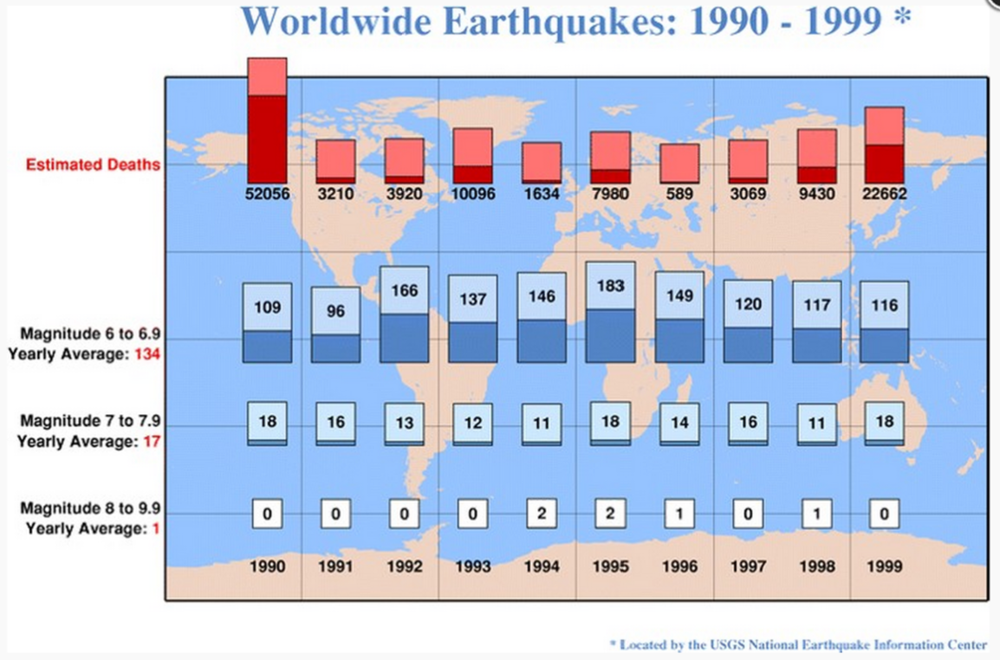 Worldwide Earthquakes: 1990 - 1999 *
Estimated Deaths
52056 3210 3920 10096 1634 7980 589 3069 9430 22662
109 96 166 137 146 183 149 120 117 116
Magnitude 6 to 6.9
Yearly Average: 134
18 16 13 12 11 18 14 16 11 18
Magnitude 7 to 7.9
Yearly Average: 17
0 0 0 0 2 2 1 0 1 0
Magnitude 8 to 9.9
Yearly Average: 1
1990 1991 1992 1993 1994 1995 1996 1997 1998 1999
* Located by the USGS National Earthquake Information Center